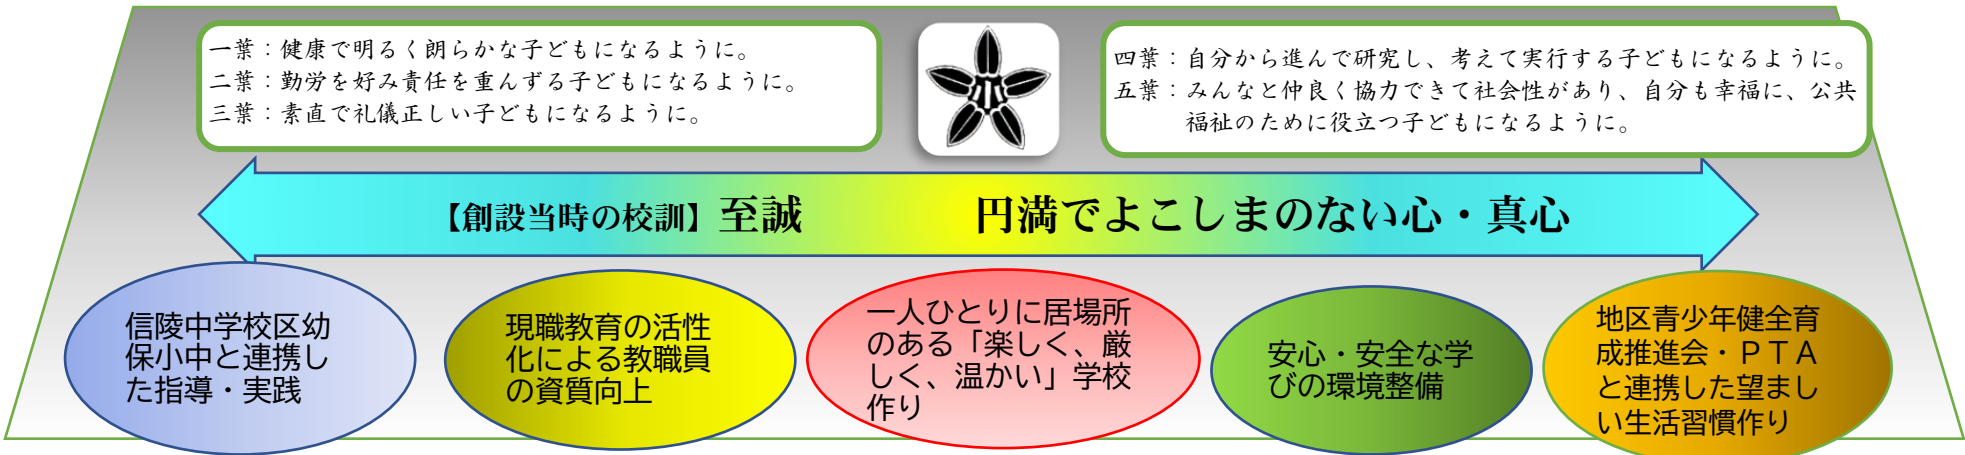 一葉：健康で明るく朗らかな子どもになるように。
二葉：勤労を好み責任を重んずる子どもになるように。
三葉：素直で礼儀正しい子どもになるように。
四葉：自分から進んで研究し、考えて実行する子どもになるように。
五葉：みんなと仲良く協力できて社会性があり、自分も幸福に、公共
福祉のために役立つ子どもになるように。
【創設当時の校訓】至誠　　円満でよこしまのない心・真心
信陵中学校区幼
保小中と連携し
た指導・実践
現職教育の活性
化による教職員
の資質向上
一人ひとりに居場所
のある「楽しく、厳
しく、温かい」学校
作り
安心・安全な学
びの環境整備
地区青少年健全育
成推進会・ＰＴＡ
と連携した望まし
い生活習慣作り